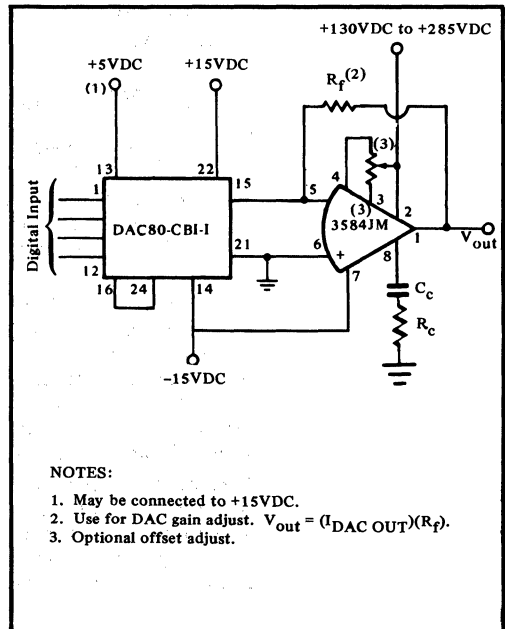 +130VDC to +285VDC
+5VDC
+15VDC
(1)
Rf(2)
13
22
4
(3)
1
15
5
3
(3)
2
Digital Input
DAC80-CBI-I
3584JM
1
Vout
21
6
+
8
12
7
16
24
14
Cc
Rc
-15VDC
NOTES:
1. May be connected to +15VDC.
2. Use for DAC gain adjust. Vout = (IDAC OUT)(Rf).
3. Optional offset adjust.